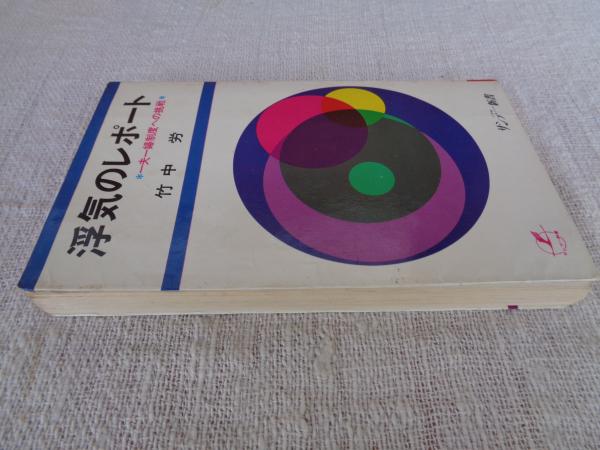 浮気のレポート
*一夫一婦制度への挑戦*
竹中 労
サンデー新書